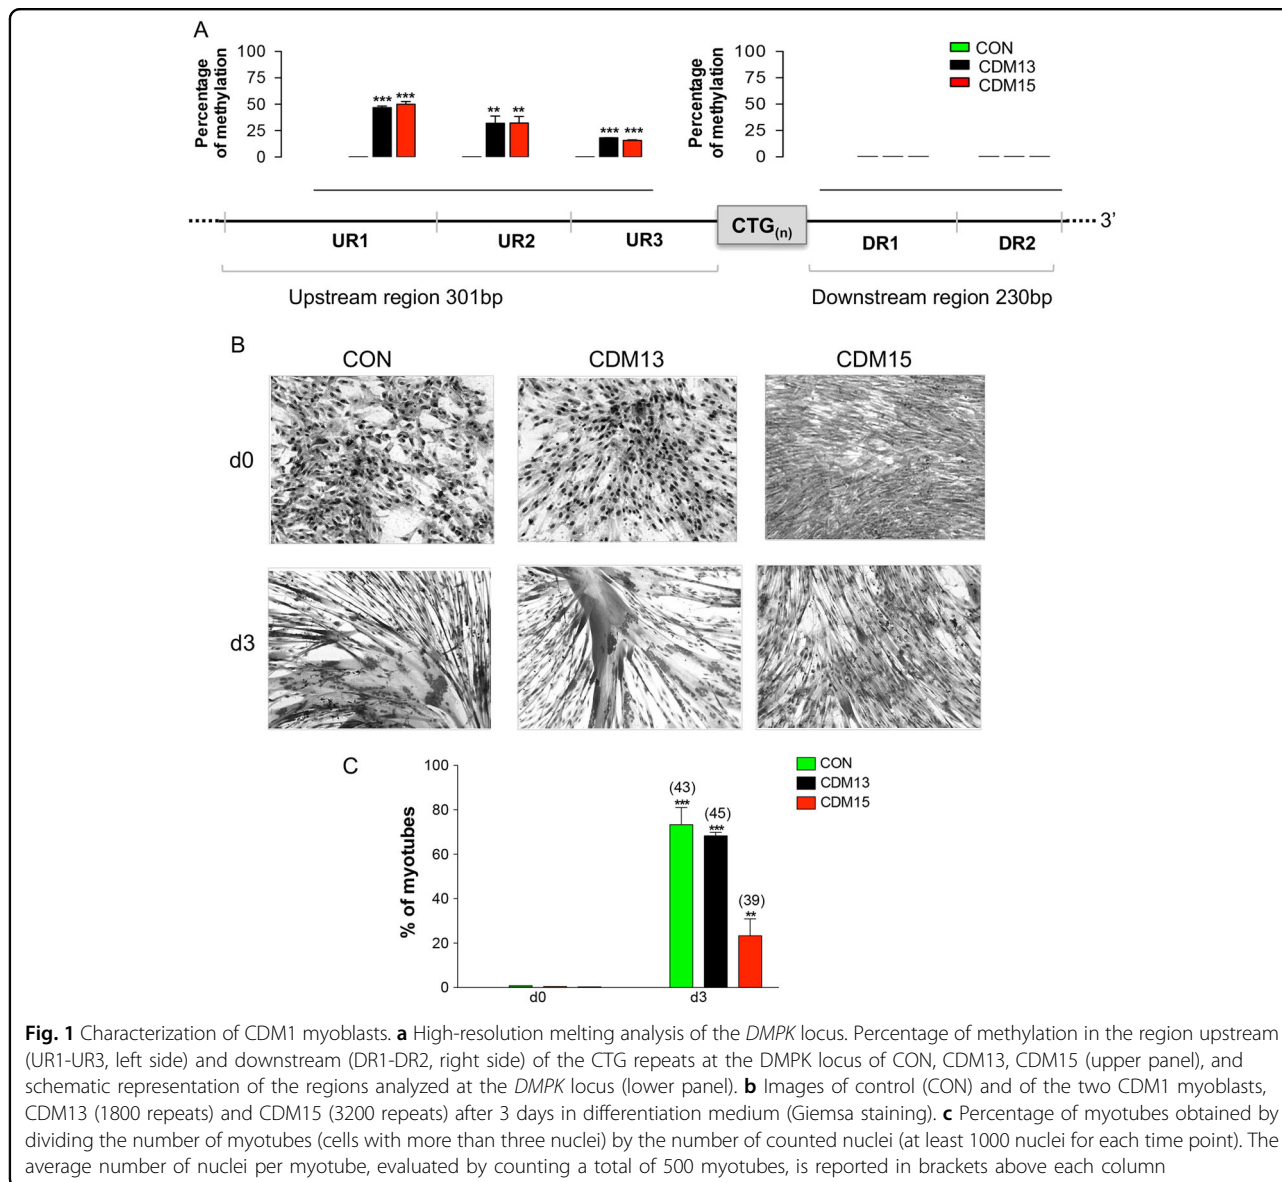 A
100
75
50
25
0
Percentage
of methylation
*** ***
** **
*** ***
100
75
50
25
0
Percentage
of methylation
CON
CDM13
CDM15
UR1 UR2 UR3 CTG(n) DR1 DR2 3’
Upstream region 301bp Downstream region 230bp
B
CON CDM13 CDM15
d0
d3
C
100
80
60
40
20
0
% of myotubes
(43)
***
(45)
***
(39)
**
d0 d3
CON
CDM13
CDM15
Fig. 1 Characterization of CDM1 myoblasts. a High-resolution melting analysis of the DMPK locus. Percentage of methylation in the region upstream
(UR1-UR3, left side) and downstream (DR1-DR2, right side) of the CTG repeats at the DMPK locus of CON, CDM13, CDM15 (upper panel), and
schematic representation of the regions analyzed at the DMPK locus (lower panel). b Images of control (CON) and of the two CDM1 myoblasts,
CDM13 (1800 repeats) and CDM15 (3200 repeats) after 3 days in differentiation medium (Giemsa staining). c Percentage of myotubes obtained by
dividing the number of myotubes (cells with more than three nuclei) by the number of counted nuclei (at least 1000 nuclei for each time point). The
average number of nuclei per myotube, evaluated by counting a total of 500 myotubes, is reported in brackets above each column